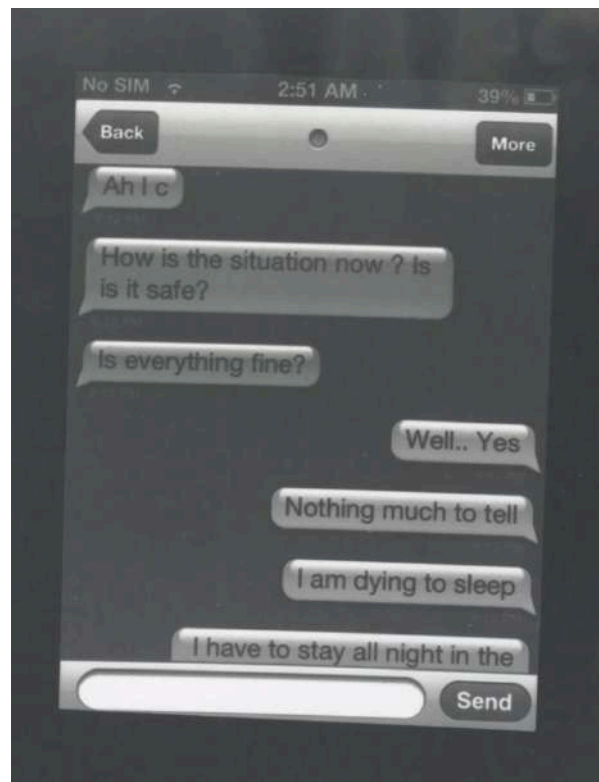 No SIM 2:51 AM 39%
Back More
Ah I c
How is the situation now ? Is
is it safe?
Is everything fine?
Well.. Yes
Nothing much to tell
I am dying to sleep
I have to stay all night in the
Send